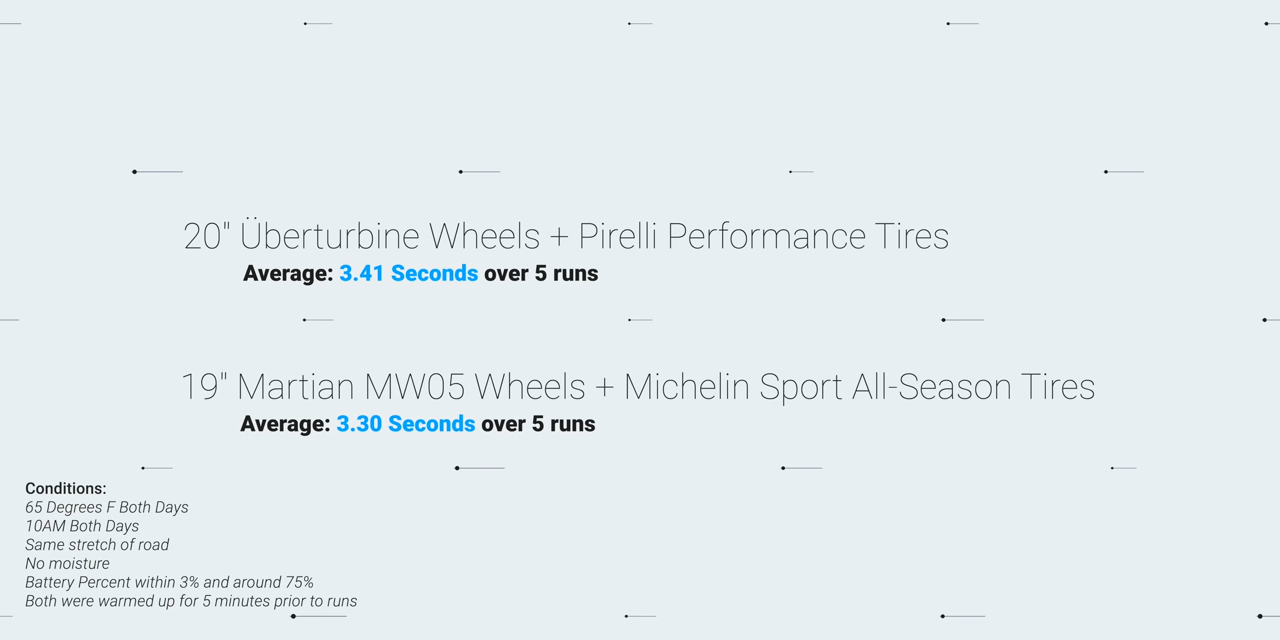 20" Überturbine Wheels + Pirelli Performance Tires
Average: 3.41 Seconds over 5 runs
19" Martian MW05 Wheels + Michelin Sport All-Season Tires
Average: 3.30 Seconds over 5 runs
Conditions:
65 Degrees F Both Days
10AM Both Days
Same stretch of road
No moisture
Battery Percent within 3% and around 75%
Both were warmed up for 5 minutes prior to runs